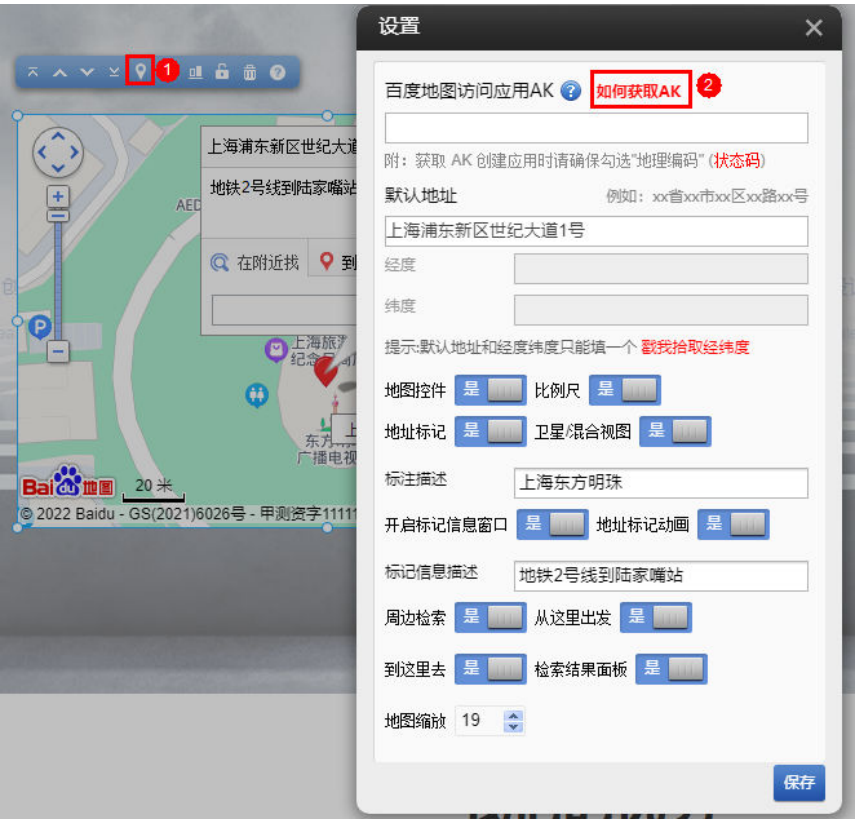 设置
1
百度地图访问应用AK ? 如何获取AK 2
附：获取 AK 创建应用时请确保勾选"地理编码" (状态码)
默认地址 例如：xx省xx市xx区xx路xx号
上海浦东新区世纪大道1号
经度
纬度
提示:默认地址和经度纬度只能填一个 戳我拾取经纬度
地图控件 是 比例尺 是
地址标记 是 卫星/混合视图 是
标注描述 上海东方明珠
开启标记信息窗口 是 地址标记动画 是
标记信息描述 地铁2号线到陆家嘴站
周边检索 是 从这里出发 是
到这里去 是 检索结果面板 是
地图缩放 19
保存
上海浦东新区世纪大道
地铁2号线到陆家嘴站
AED
在附近找 到
P
上海旅
纪念品商
东方
广播电视
Bai du 地图 20 米
© 2022 Baidu - GS(2021)6026号 - 甲测资字11111